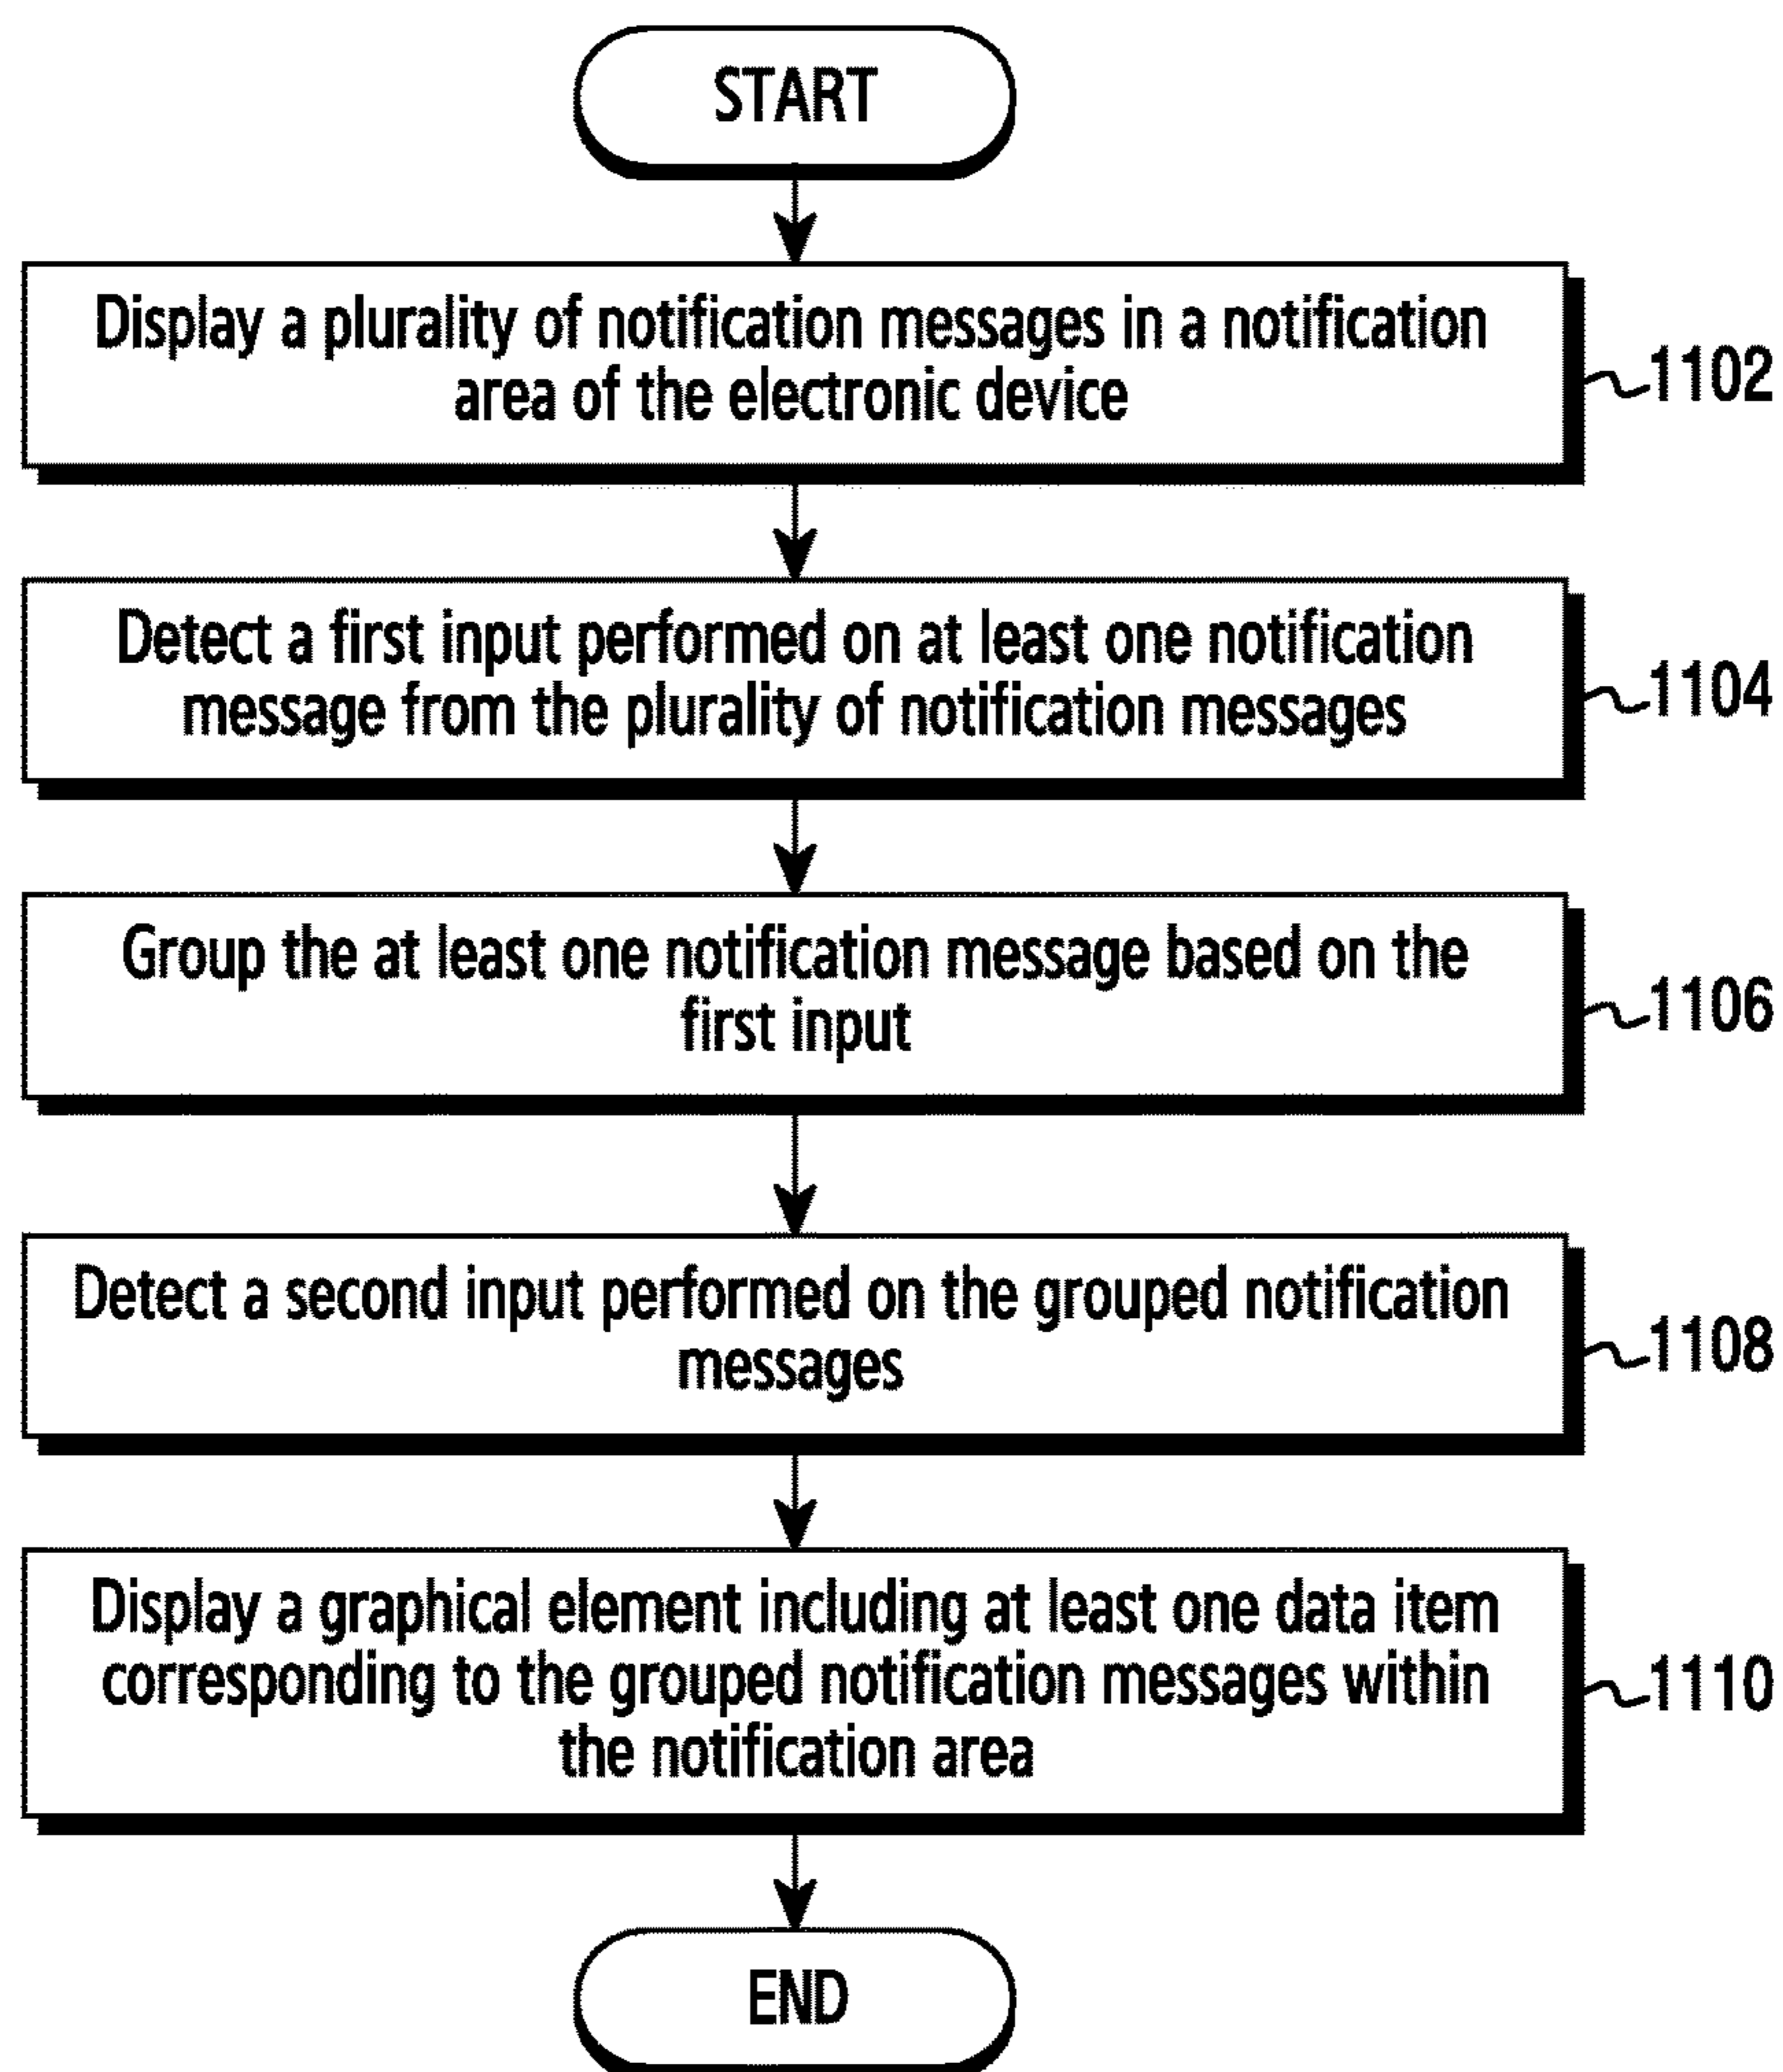 START
Display a plurality of notification messages in a notification
area of the electronic device
1102
Detect a first input performed on at least one notification
message from the plurality of notification messages
1104
Group the at least one notification message based on the
first input
1106
Detect a second input performed on the grouped notification
messages
1108
Display a graphical element including at least one data item
corresponding to the grouped notification messages within
the notification area
1110
END